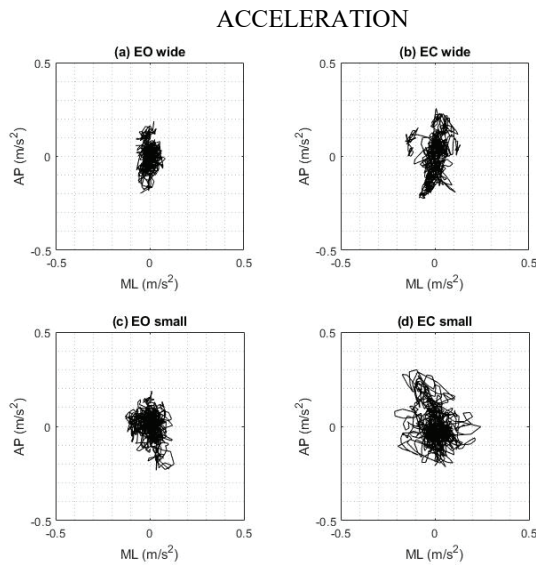 ACCELERATION
(a) EO wide
0.5
0
-0.5
AP (m/s²)
-0.5 0 0.5
ML (m/s²)
(b) EC wide
0.5
0
-0.5
AP (m/s²)
-0.5 0 0.5
ML (m/s²)
(c) EO small
0.5
0
-0.5
AP (m/s²)
-0.5 0 0.5
ML (m/s²)
(d) EC small
0.5
0
-0.5
AP (m/s²)
-0.5 0 0.5
ML (m/s²)